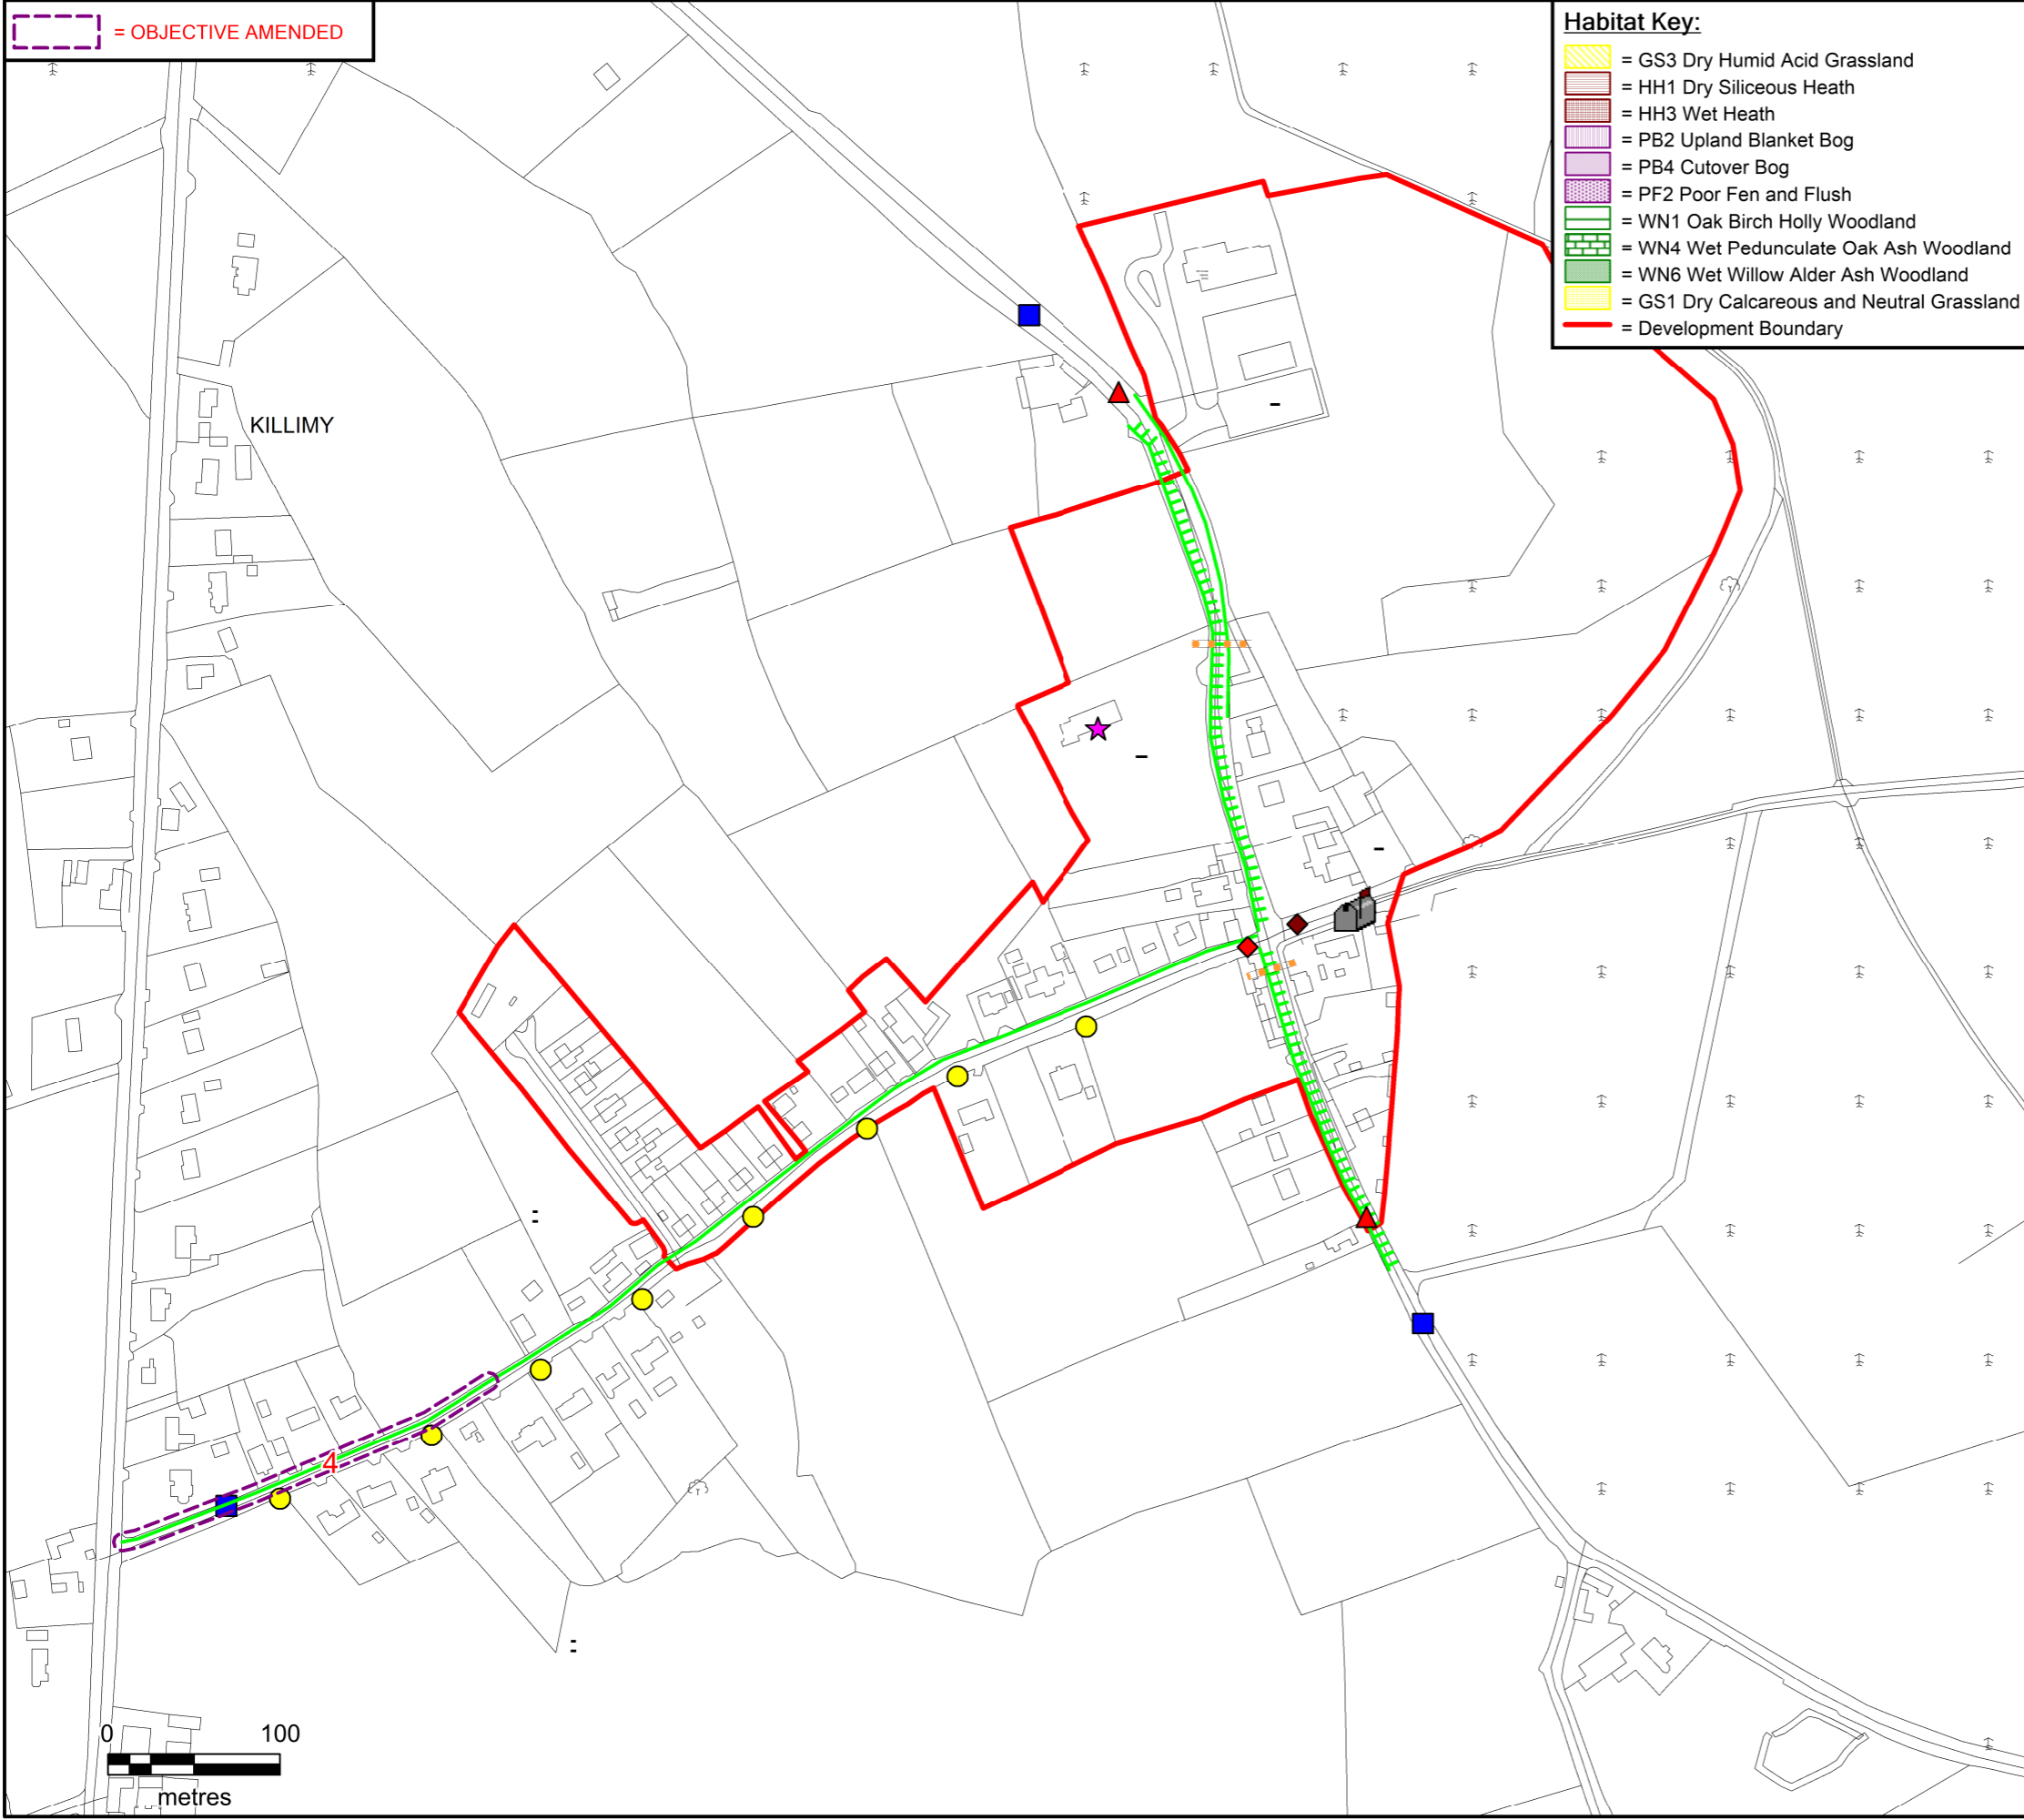 = OBJECTIVE AMENDED
Habitat Key:
= GS3 Dry Humid Acid Grassland
= HH1 Dry Siliceous Heath
= HH3 Wet Heath
= PB2 Upland Blanket Bog
= PB4 Cutover Bog
= PF2 Poor Fen and Flush
= WN1 Oak Birch Holly Woodland
= WN4 Wet Pedunculate Oak Ash Woodland
= WN6 Wet Willow Alder Ash Woodland
= GS1 Dry Calcareous and Neutral Grassland
= Development Boundary
KILLIMY
4
0 100
metres